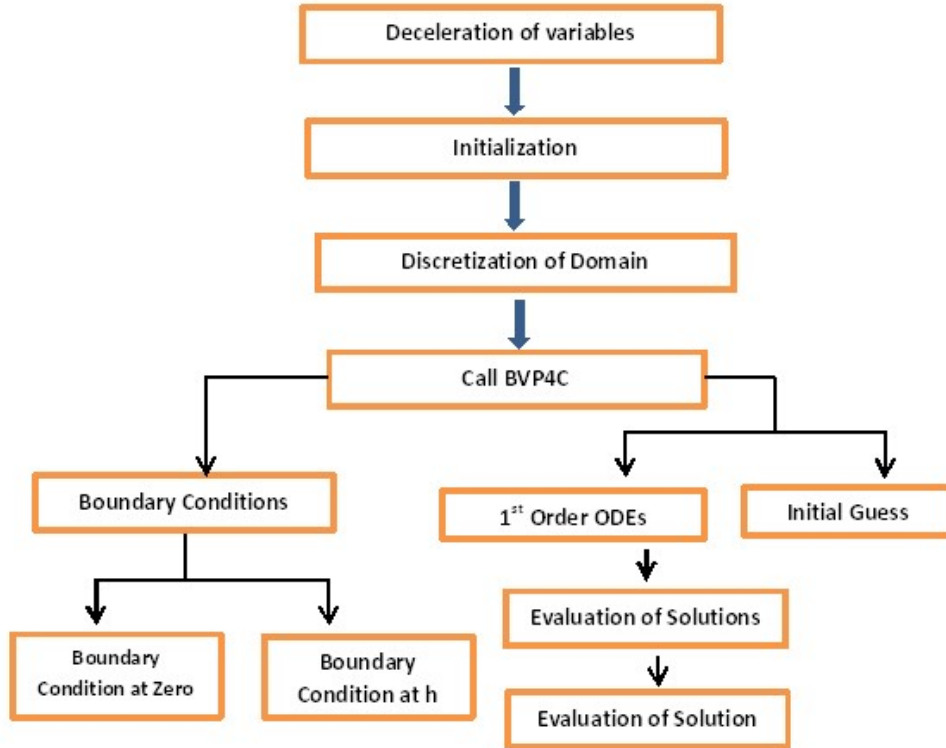 Deceleration of variables
Initialization
Discretization of Domain
Call BVP4C
Boundary Conditions
1st Order ODEs
Initial Guess
Boundary
Condition at Zero
Boundary
Condition at h
Evaluation of Solutions
Evaluation of Solution